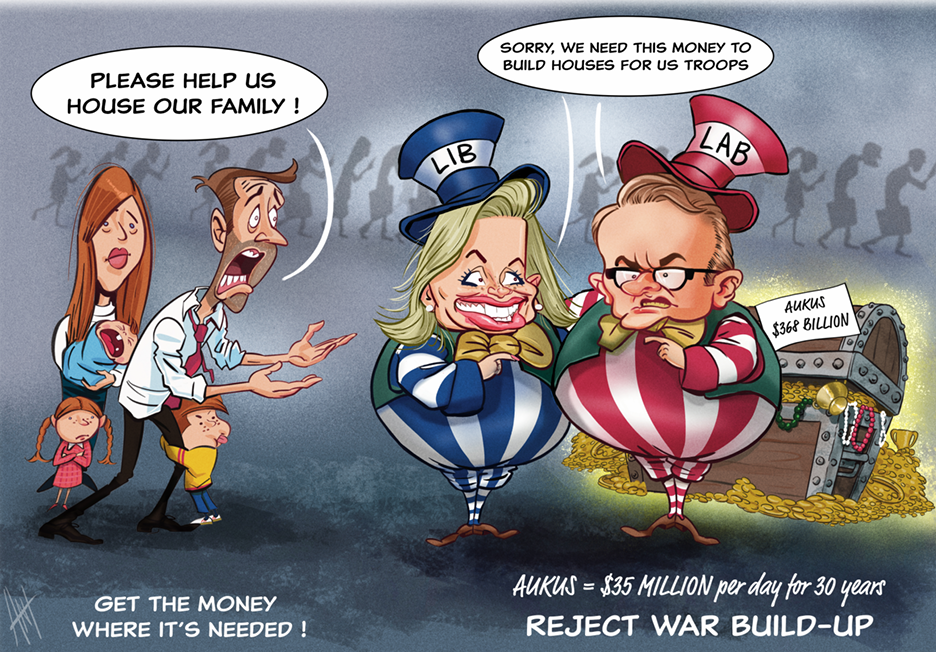 PLEASE HELP US
HOUSE OUR FAMILY !
SORRY, WE NEED THIS MONEY TO
BUILD HOUSES FOR US TROOPS
LIB
LAB
AUKUS
$368 BILLION
AUKUS = $35 MILLION per day for 30 years
GET THE MONEY
WHERE IT'S NEEDED !
REJECT WAR BUILD-UP